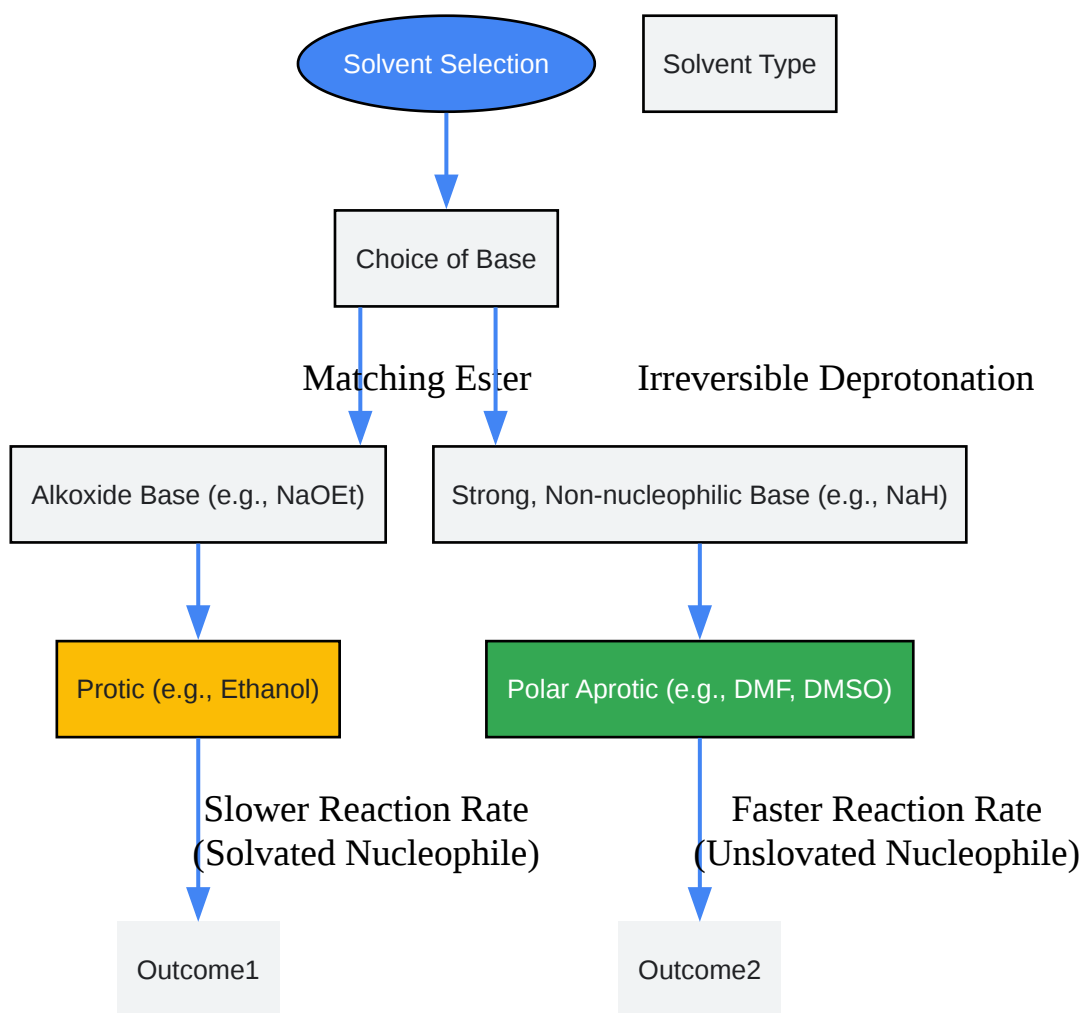 Solvent Selection
Solvent Type
Choice of Base
Matching Ester
Irreversible Deprotonation
Alkoxide Base (e.g., NaOEt)
Strong, Non-nucleophilic Base (e.g., NaH)
Protic (e.g., Ethanol)
Polar Aprotic (e.g., DMF, DMSO)
Slower Reaction Rate
(Solvated Nucleophile)
Faster Reaction Rate
(Unslovated Nucleophile)
Outcome1
Outcome2